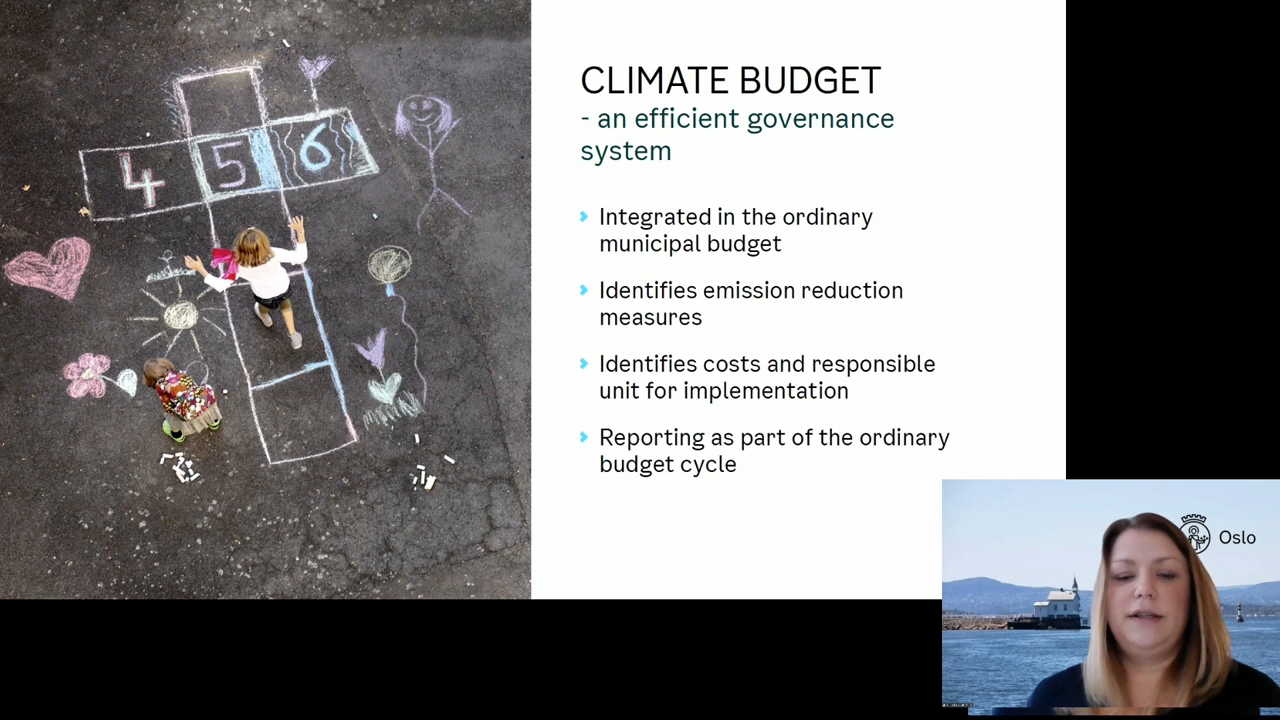 4 5 6
CLIMATE BUDGET
- an efficient governance
system
Integrated in the ordinary
municipal budget
Identifies emission reduction
measures
Identifies costs and responsible
unit for implementation
Reporting as part of the ordinary
budget cycle
Oslo